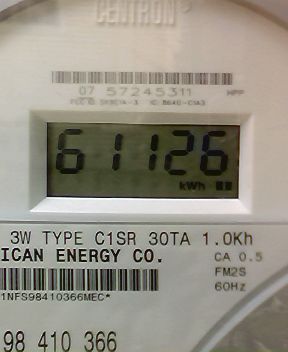 CENTRON
07 57245311 HPP
61126
kWh
3W TYPE C1SR 30TA 1.0Kh
ICAN ENERGY CO. CA 0.5
FM2S
60Hz
1NFS98410366MEC*
98 410 366